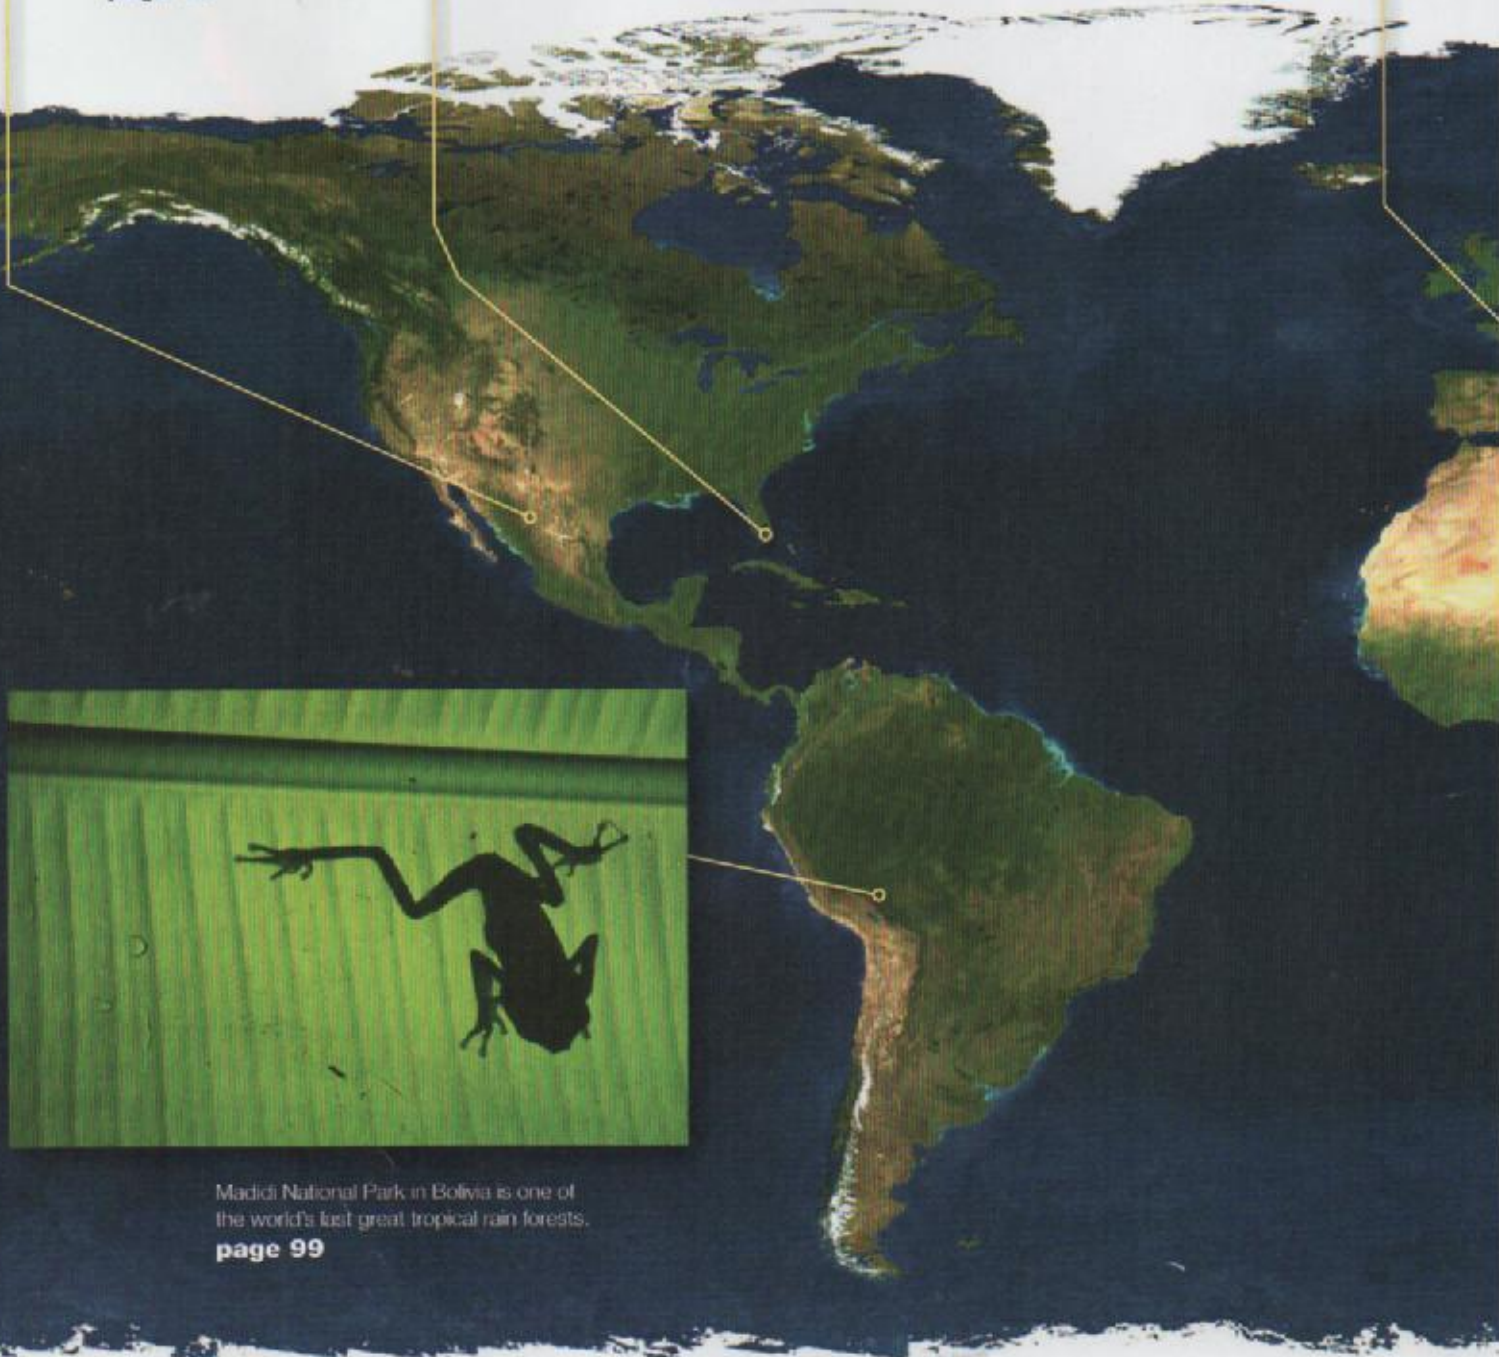 Madidi National Park in Bolivia is one of
the world's last great tropical rain forests.
page 99